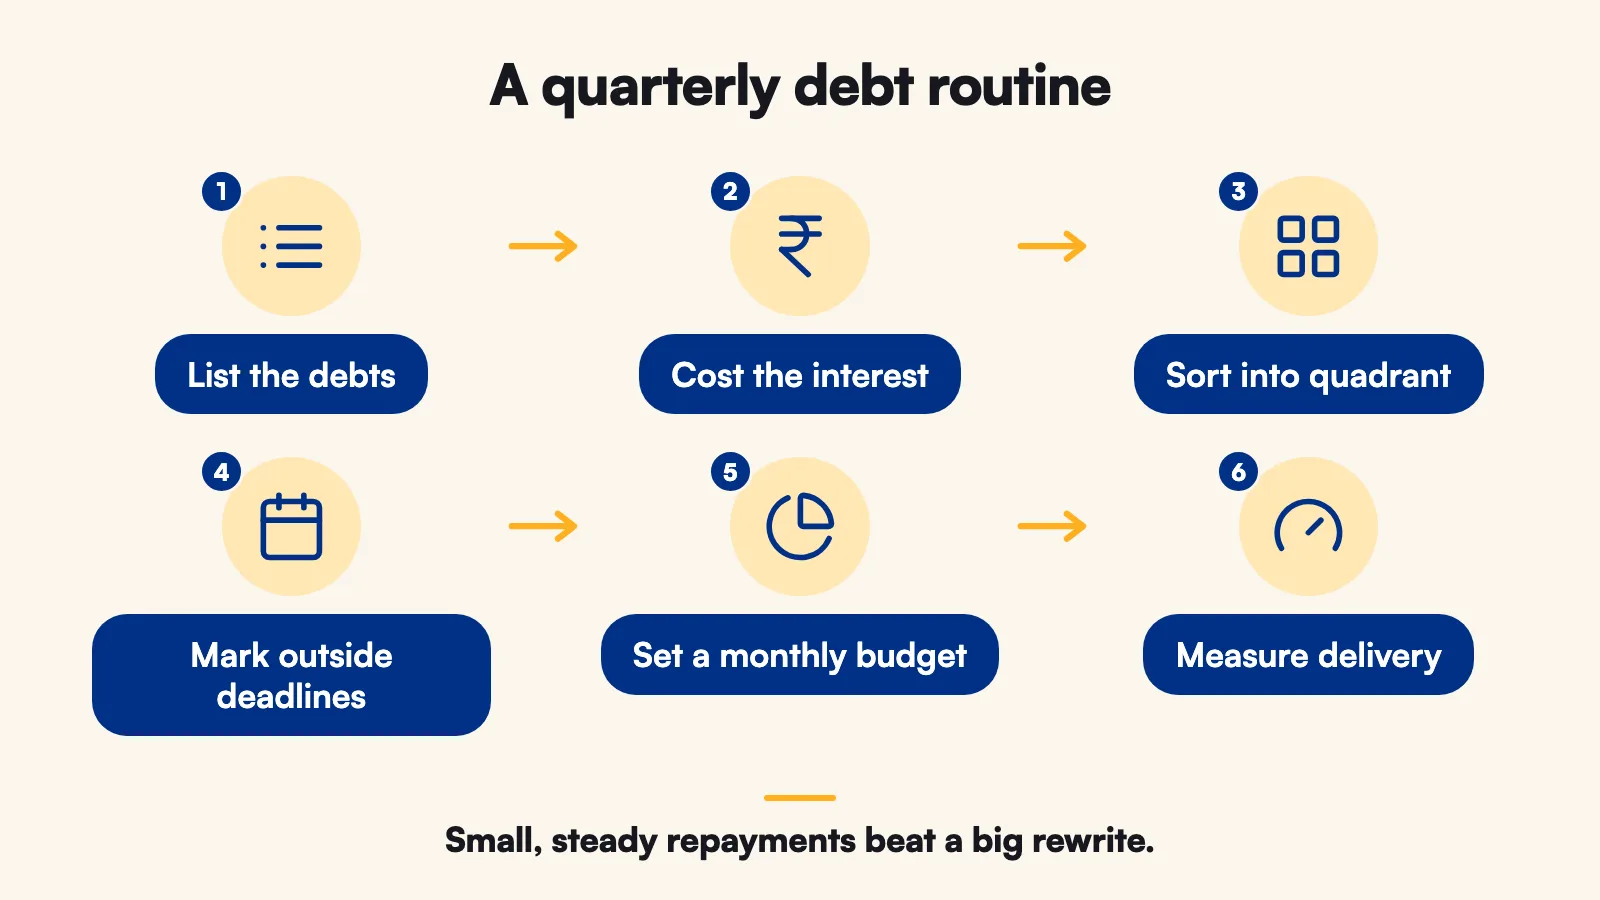 A quarterly debt routine
1
2
3
₹
List the debts
Cost the interest
Sort into quadrant
4
5
6
Mark outside
deadlines
Set a monthly budget
Measure delivery
Small, steady repayments beat a big rewrite.